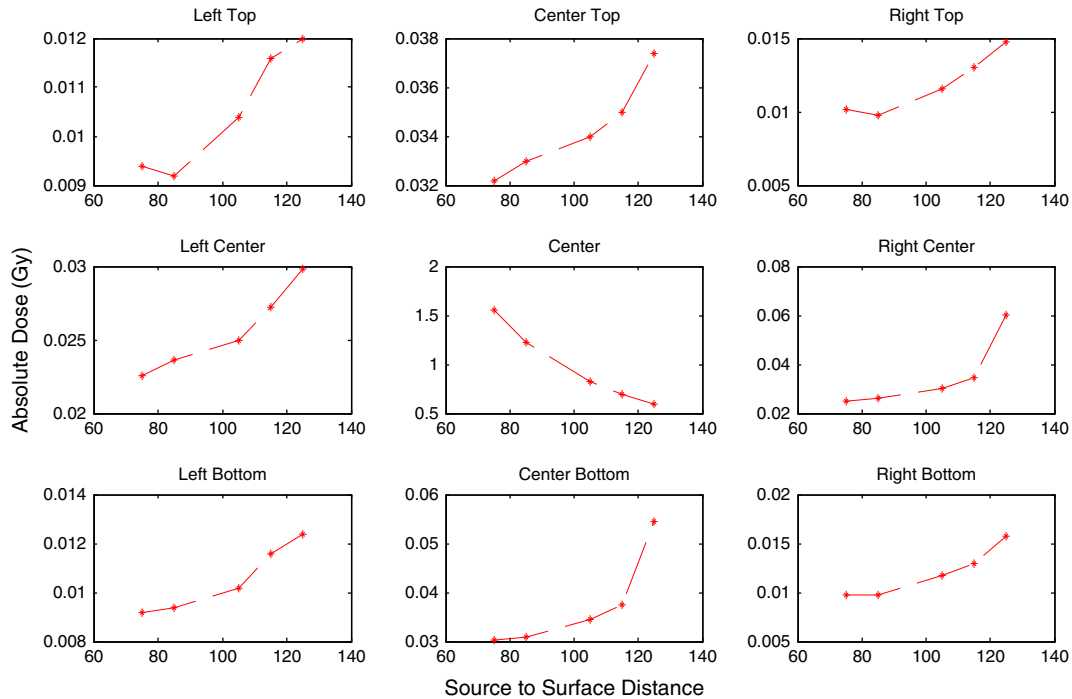 Left Top
0.012
0.011
0.01
0.009
60 80 100 120 140
Center Top
0.038
0.036
0.034
0.032
60 80 100 120 140
Right Top
0.015
0.01
0.005
60 80 100 120 140
Absolute Dose (Gy)
Left Center
0.03
0.025
0.02
60 80 100 120 140
Center
2
1.5
1
0.5
60 80 100 120 140
Right Center
0.08
0.06
0.04
0.02
60 80 100 120 140
Left Bottom
0.014
0.012
0.01
0.008
60 80 100 120 140
Center Bottom
0.06
0.05
0.04
0.03
60 80 100 120 140
Right Bottom
0.02
0.015
0.01
0.005
60 80 100 120 140
Source to Surface Distance